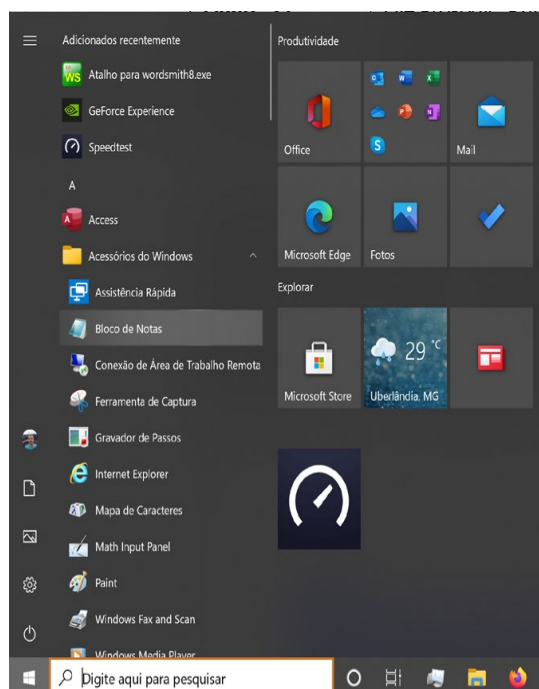 Adicionados recentemente
Atalho para wordsmith8.exe
GeForce Experience
Speedtest
A
Access
Acessórios do Windows
Assistência Rápida
Bloco de Notas
Conexão de Área de Trabalho Remota
Ferramenta de Captura
Gravador de Passos
Internet Explorer
Mapa de Caracteres
Math Input Panel
Paint
Windows Fax and Scan
Windows Media Player
Produtividade
Office
Mail
Microsoft Edge
Fotos
Explorar
Microsoft Store
29 °C
Uberlândia, MG
Digite aqui para pesquisar